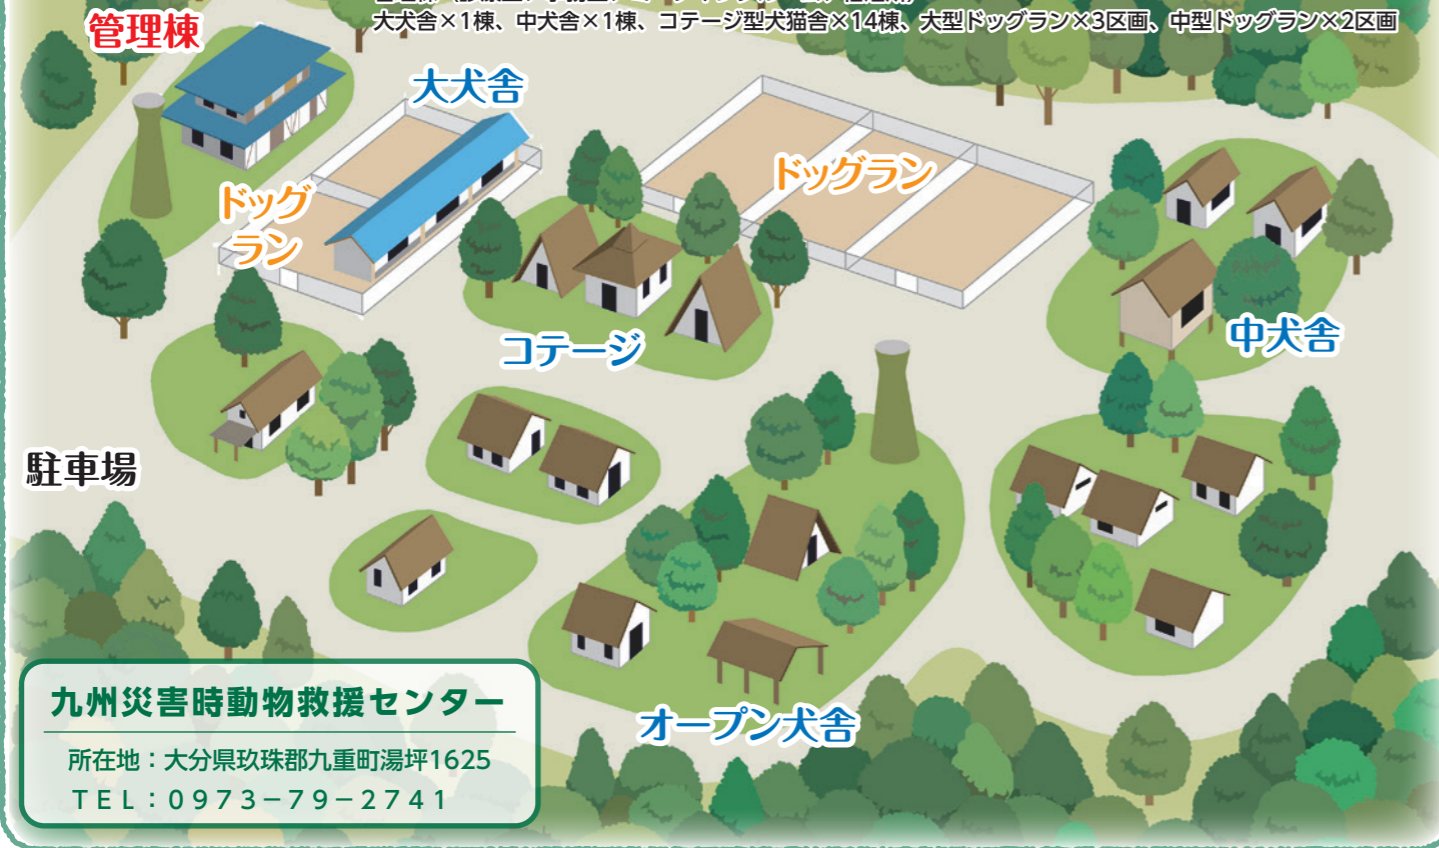 大犬舎×1棟、中犬舎×1棟、コテージ型犬猫舎×14棟、大型ドッグラン×3区画、中型ドッグラン×2区画
管理棟
大犬舎
ドッグラン
ドッグ
ラン
コテージ
中犬舎
駐車場
オープン犬舎
九州災害時動物救援センター
所在地：大分県玖珠郡九重町湯坪1625
TEL：0973－79－2741